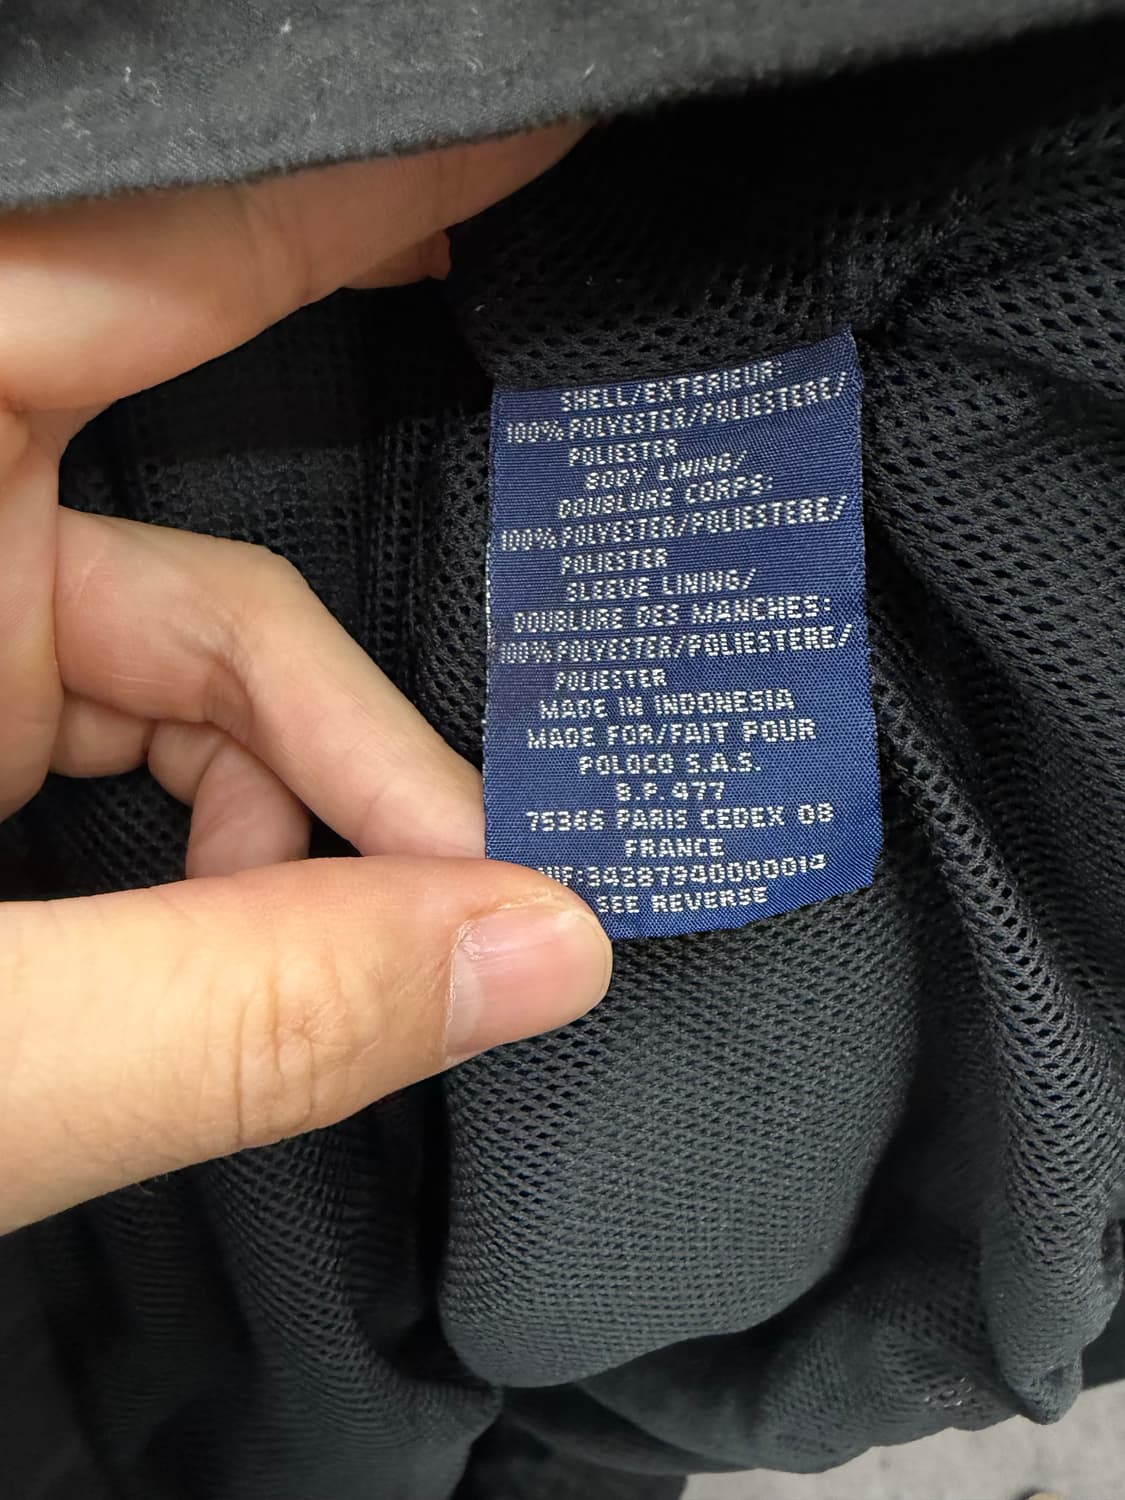 SHELL/EXTERIEUR:
100% POLYESTER/POLIESTERE/
POLIESTER
BODY LINING/
DOUBLURE CORPS:
100% POLYESTER/POLIESTERE/
POLIESTER
SLEEVE LINING/
DOUBLURE DES MANCHES:
100% POLYESTER/POLIESTERE/
POLIESTER
MADE IN INDONESIA
MADE FOR/FAIT POUR
POLOCO S.A.S.
B.P. 477
75366 PARIS CEDEX 08
FRANCE
SEE REVERSE